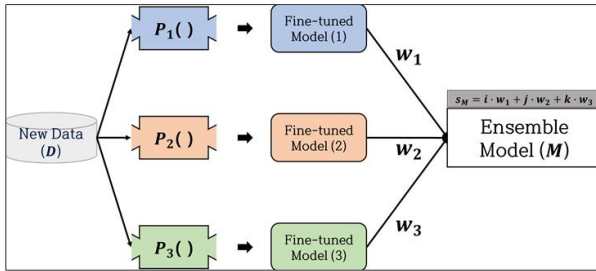 P₁( )
Fine-tuned
Model (1)
w₁
New Data
(D)
P₂( )
Fine-tuned
Model (2)
w₂
s_M = i · w₁ + j · w₂ + k · w₃
Ensemble
Model (M)
P₃( )
Fine-tuned
Model (3)
w₃